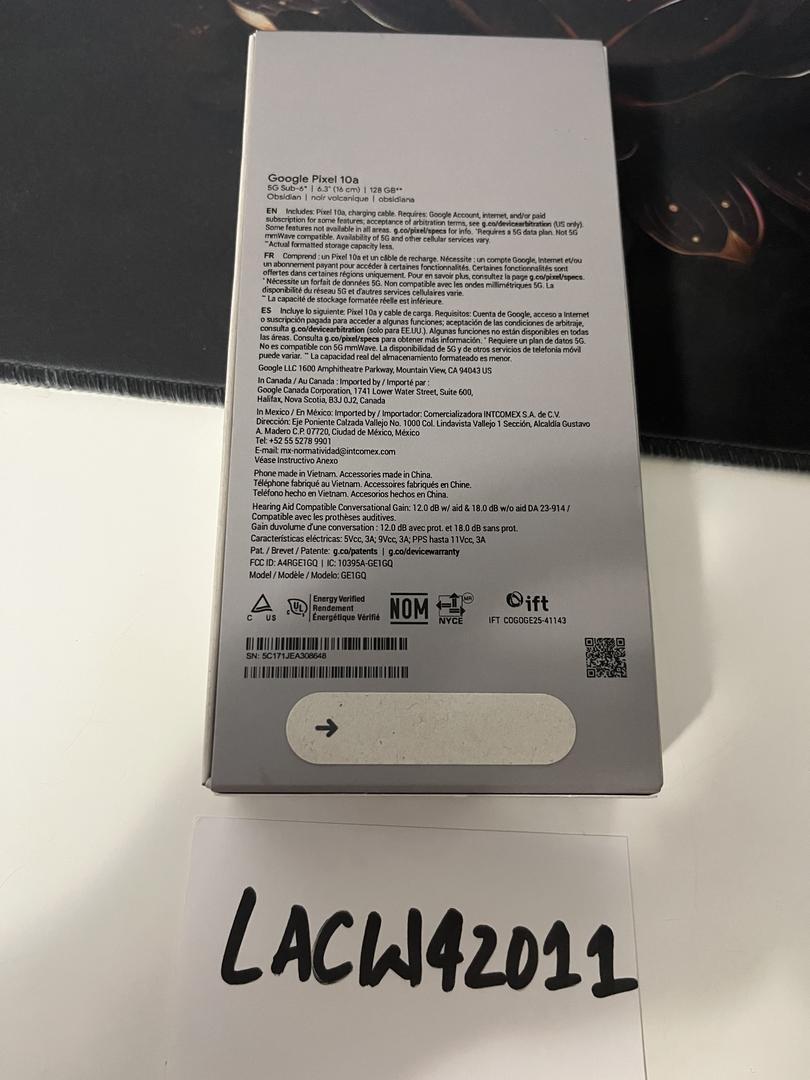 Google Pixel 10a
5G Sub-6* | 6.3" (16 cm) | 128 GB**
Obsidian | noir volcanique | obsidiana
EN Includes: Pixel 10a, charging cable. Requires: Google Account, internet, and/or paid
subscription for some features; acceptance of arbitration terms, see g.co/devicearbitration (US only).
Some features not available in all areas. g.co/pixel/specs for info. *Requires a 5G data plan. Not 5G
mmWave compatible. Availability of 5G and other cellular services vary.
**Actual formatted storage capacity less.
FR Comprend : un Pixel 10a et un câble de recharge. Nécessite : un compte Google, Internet et/ou
un abonnement payant pour accéder à certaines fonctionnalités. Certaines fonctionnalités sont
offertes dans certaines régions uniquement. Pour en savoir plus, consultez la page g.co/pixel/specs.
* Nécessite un forfait de données 5G. Non compatible avec les ondes millimétriques 5G. La
disponibilité du réseau 5G et d'autres services cellulaires varie.
** La capacité de stockage formatée réelle est inférieure.
ES Incluye lo siguiente: Pixel 10a y cable de carga. Requisitos: Cuenta de Google, acceso a Internet
o suscripción pagada para acceder a algunas funciones; aceptación de las condiciones de arbitraje,
consulta g.co/devicearbitration (solo para EE.UU.). Algunas funciones no están disponibles en todas
las áreas. Consulta g.co/pixel/specs para obtener más información. * Requiere un plan de datos 5G.
No es compatible con 5G mmWave. La disponibilidad de 5G y de otros servicios de telefonía móvil
puede variar. ** La capacidad real del almacenamiento formateado es menor.
Google LLC 1600 Amphitheatre Parkway, Mountain View, CA 94043 US
In Canada / Au Canada : Imported by / Importé par :
Google Canada Corporation, 1741 Lower Water Street, Suite 600,
Halifax, Nova Scotia, B3J 0J2, Canada
In Mexico / En México: Imported by / Importador: Comercializadora INTCOMEX S.A. de C.V.
Dirección: Eje Poniente Calzada Vallejo No. 1000 Col. Lindavista Vallejo 1 Sección, Alcaldía Gustavo
A. Madero C.P. 07720, Ciudad de México, México
Tel: +52 55 5278 9901
E-mail: mx-normatividad@intcomex.com
Véase Instructivo Anexo
Phone made in Vietnam. Accessories made in China.
Téléphone fabriqué au Vietnam. Accessoires fabriqués en Chine.
Teléfono hecho en Vietnam. Accesorios hechos en China.
Hearing Aid Compatible Conversational Gain: 12.0 dB w/ aid & 18.0 dB w/o aid DA 23-914 /
Compatible avec les prothèses auditives.
Gain duvolume d'une conversation : 12.0 dB avec prot. et 18.0 dB sans prot.
Características eléctricas: 5Vcc, 3A; 9Vcc, 3A; PPS hasta 11Vcc, 3A
Pat. / Brevet / Patente: g.co/patents | g.co/devicewarranty
FCC ID: A4RGE1GQ | IC: 10395A-GE1GQ
Model / Modèle / Modelo: GE1GQ
C US
c UL
Energy Verified
Rendement
Énergétique Vérifié
NOM
MR
NYCE
ift
IFT COGOGE25-41143
SN: 5C171JEA308648
LACW42011